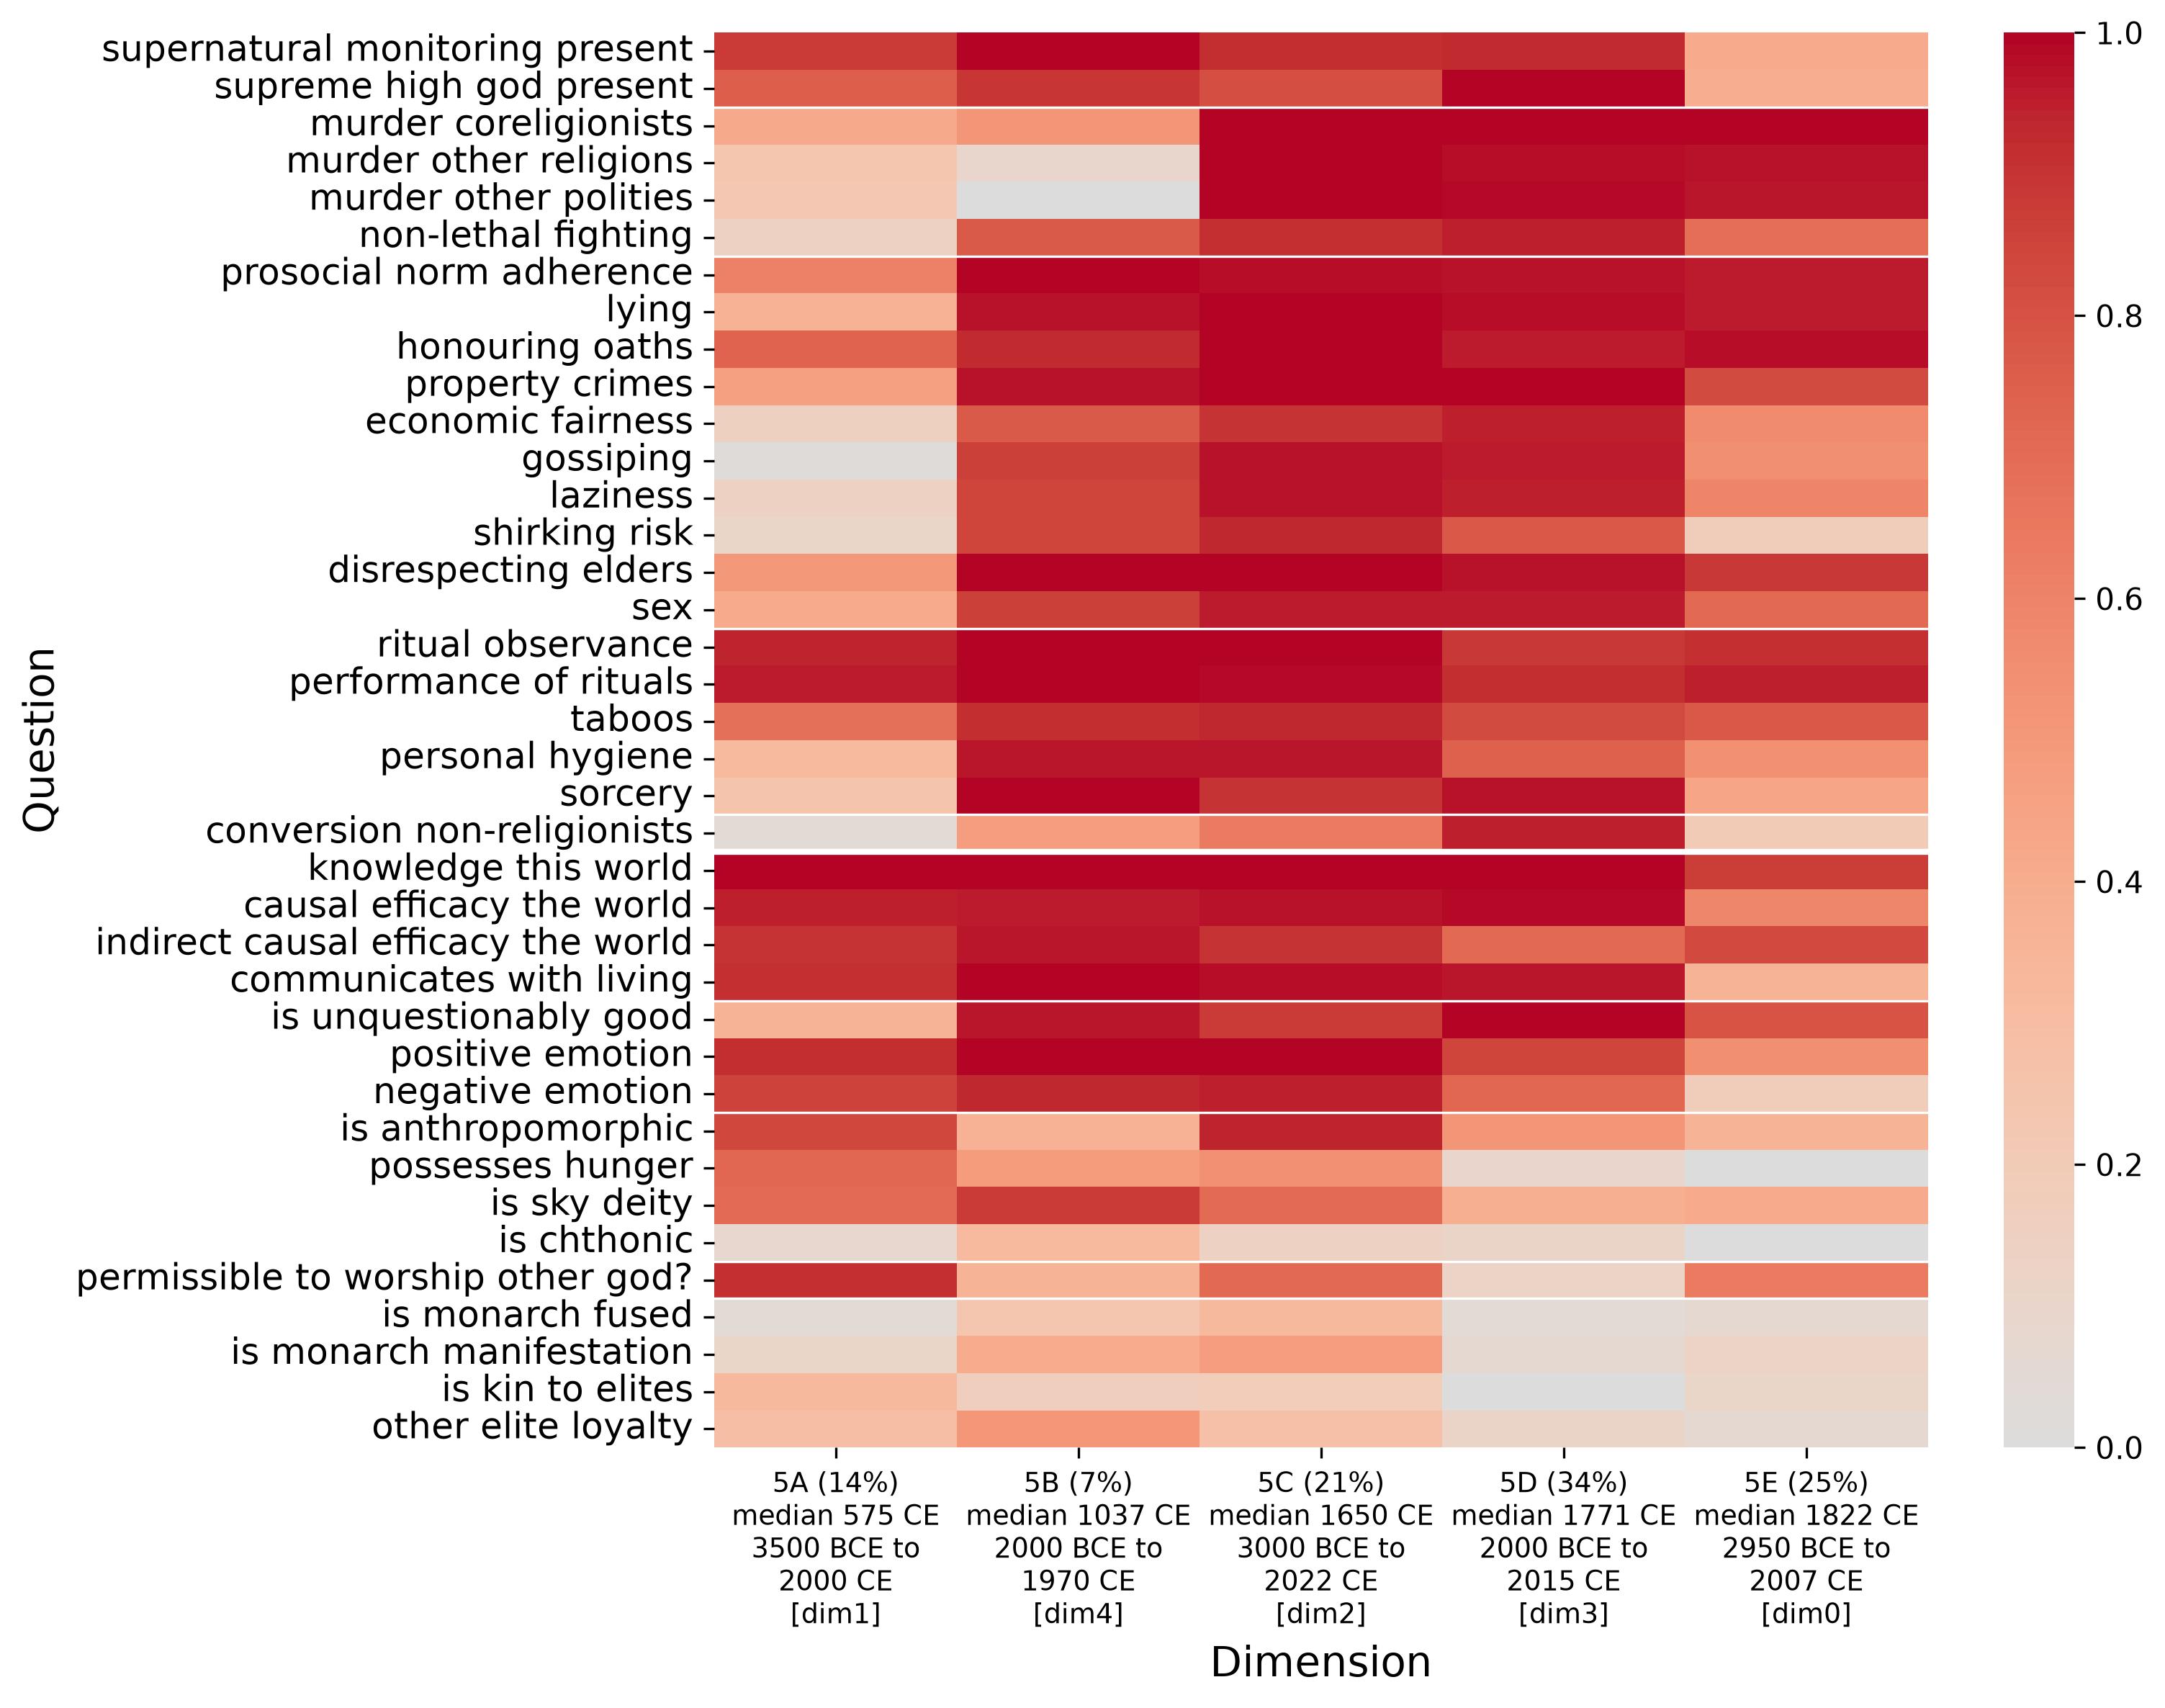 supernatural monitoring present
supreme high god present
murder coreligionists
murder other religions
murder other polities
non-lethal fighting
prosocial norm adherence
lying
honouring oaths
property crimes
economic fairness
gossiping
laziness
shirking risk
disrespecting elders
sex
ritual observance
performance of rituals
taboos
personal hygiene
sorcery
conversion non-religionists
knowledge this world
causal efficacy the world
indirect causal efficacy the world
communicates with living
is unquestionably good
positive emotion
negative emotion
is anthropomorphic
possesses hunger
is sky deity
is chthonic
permissible to worship other god?
is monarch fused
is monarch manifestation
is kin to elites
other elite loyalty
Question
5A (14%)
median 575 CE
3500 BCE to
2000 CE
[dim1]
5B (7%)
median 1037 CE
2000 BCE to
1970 CE
[dim4]
5C (21%)
median 1650 CE
3000 BCE to
2022 CE
[dim2]
5D (34%)
median 1771 CE
2000 BCE to
2015 CE
[dim3]
5E (25%)
median 1822 CE
2950 BCE to
2007 CE
[dim0]
Dimension
1.0
0.8
0.6
0.4
0.2
0.0